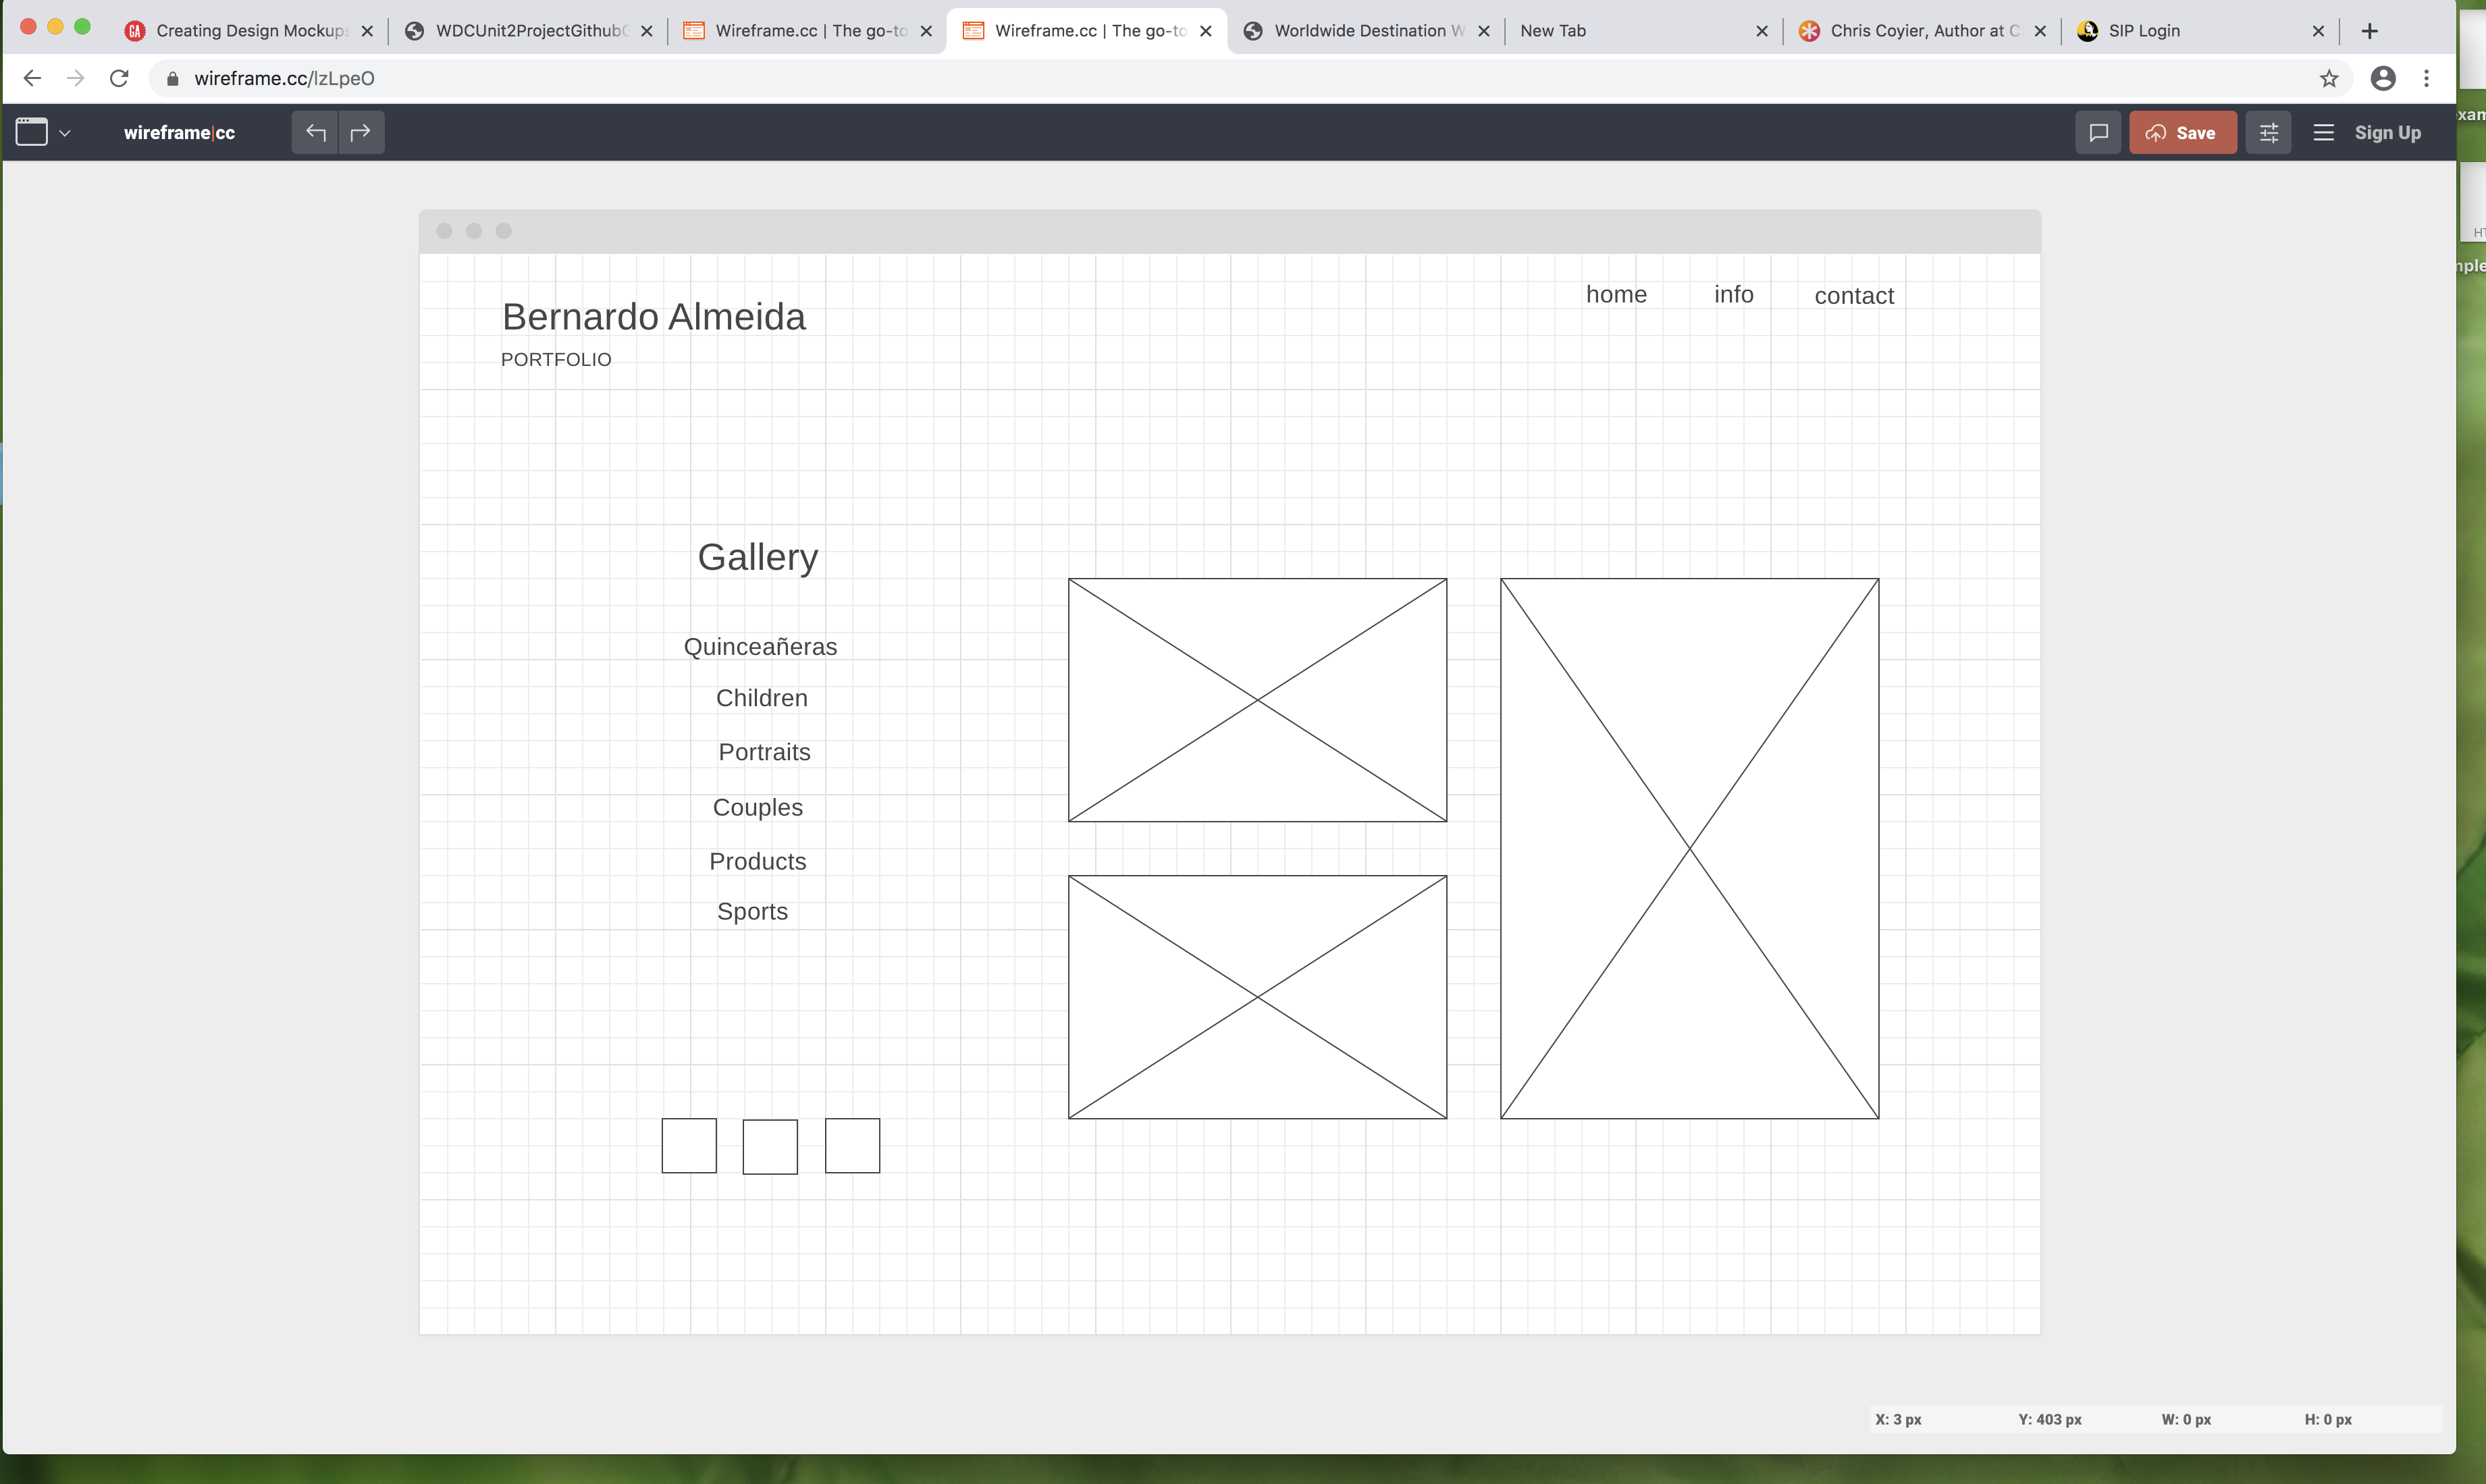 Creating Design Mockups
WDCUnit2ProjectGithub
Wireframe.cc | The go-to
Wireframe.cc | The go-to
Worldwide Destination W
New Tab
Chris Coyier, Author at C
SIP Login
wireframe.cc/lzLpeO
wireframe|cc
Save
Sign Up
Bernardo Almeida
PORTFOLIO
home info contact
Gallery
Quinceañeras
Children
Portraits
Couples
Products
Sports
X: 3 px Y: 403 px W: 0 px H: 0 px